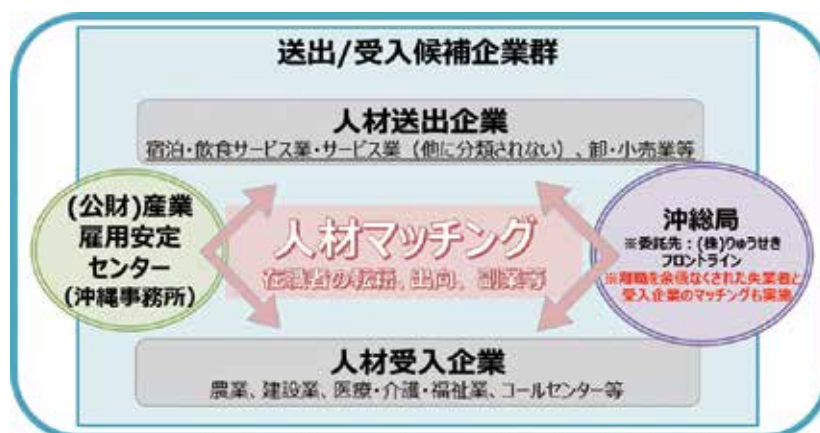 送出/受入候補企業群
人材送出企業
宿泊・飲食サービス業・サービス業（他に分類されない）、卸・小売業等
(公財)産業
雇用安定
センター
(沖縄事務所)
人材マッチング
在職者の転籍、出向、副業等
沖総局
※委託先：(株)りゅうせき
フロントライン
※離職を余儀なくされた失業者と
受入企業のマッチングも実施
人材受入企業
農業、建設業、医療・介護・福祉業、コールセンター等